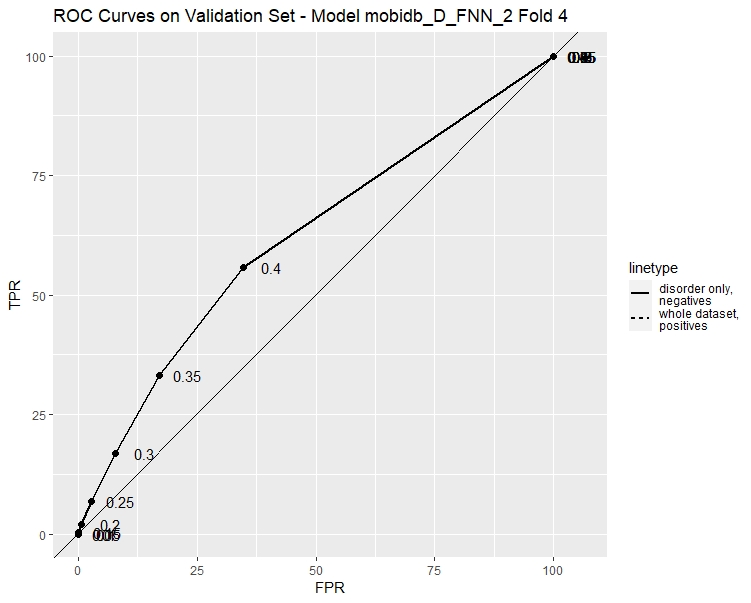 ROC Curves on Validation Set - Model mobidb_D_FNN_2 Fold 4
100
75
TPR
50
25
0
0.4
0.35
0.3
0.25
0.2
0
25
50
75
100
FPR
linetype
disorder only,
negatives
whole dataset,
positives